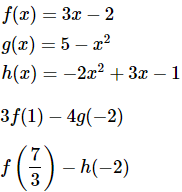 f(x) = 3x − 2
g(x) = 5 − x²
h(x) = −2x² + 3x − 1
3f(1) − 4g(−2)
f(7/3) − h(−2)